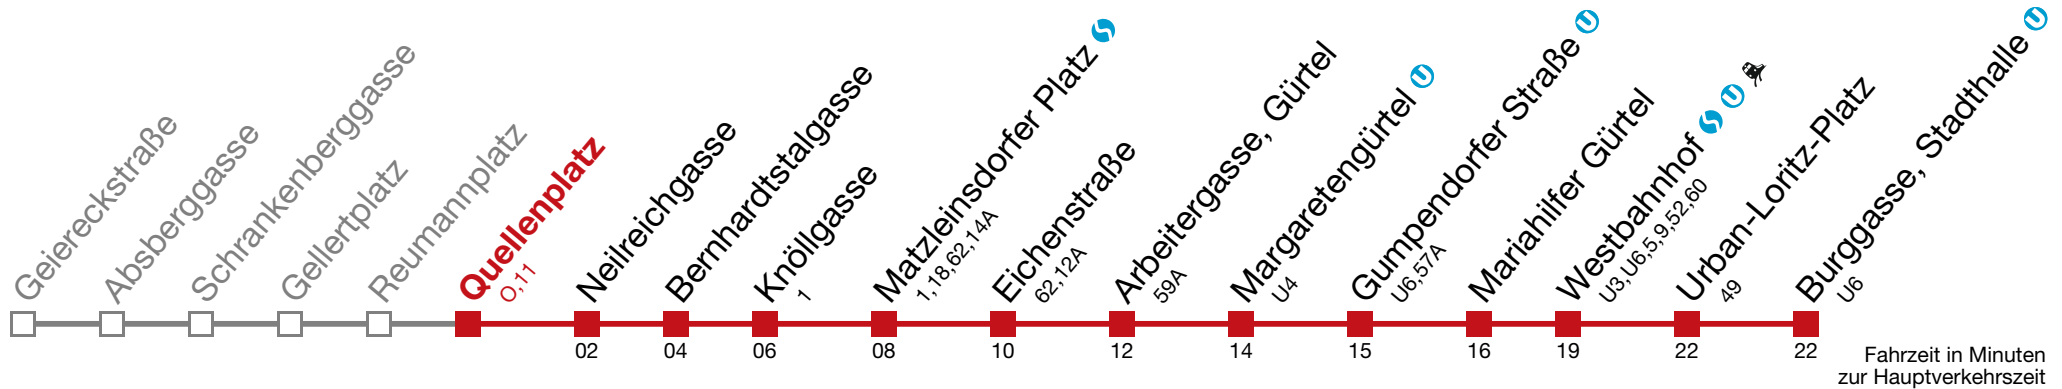 Geiereckstraße
Absberggasse
Schrankenberggasse
Gellertplatz
Reumannplatz
Quellenplatz
O,11
Neilreichgasse
02
Bernhardtstalgasse
04
Knöllgasse
1
06
Matzleinsdorfer Platz
1,18,62,14A
08
Eichenstraße
62,12A
10
Arbeitergasse, Gürtel
59A
12
Margaretengürtel U
U4
14
Gumpendorfer Straße U
U6,57A
15
Mariahilfer Gürtel
16
Westbahnhof U
U3,U6,5,9,52,60
19
Urban-Loritz-Platz
49
22
Burggasse, Stadthalle U
U6
22
Fahrzeit in Minuten
zur Hauptverkehrszeit